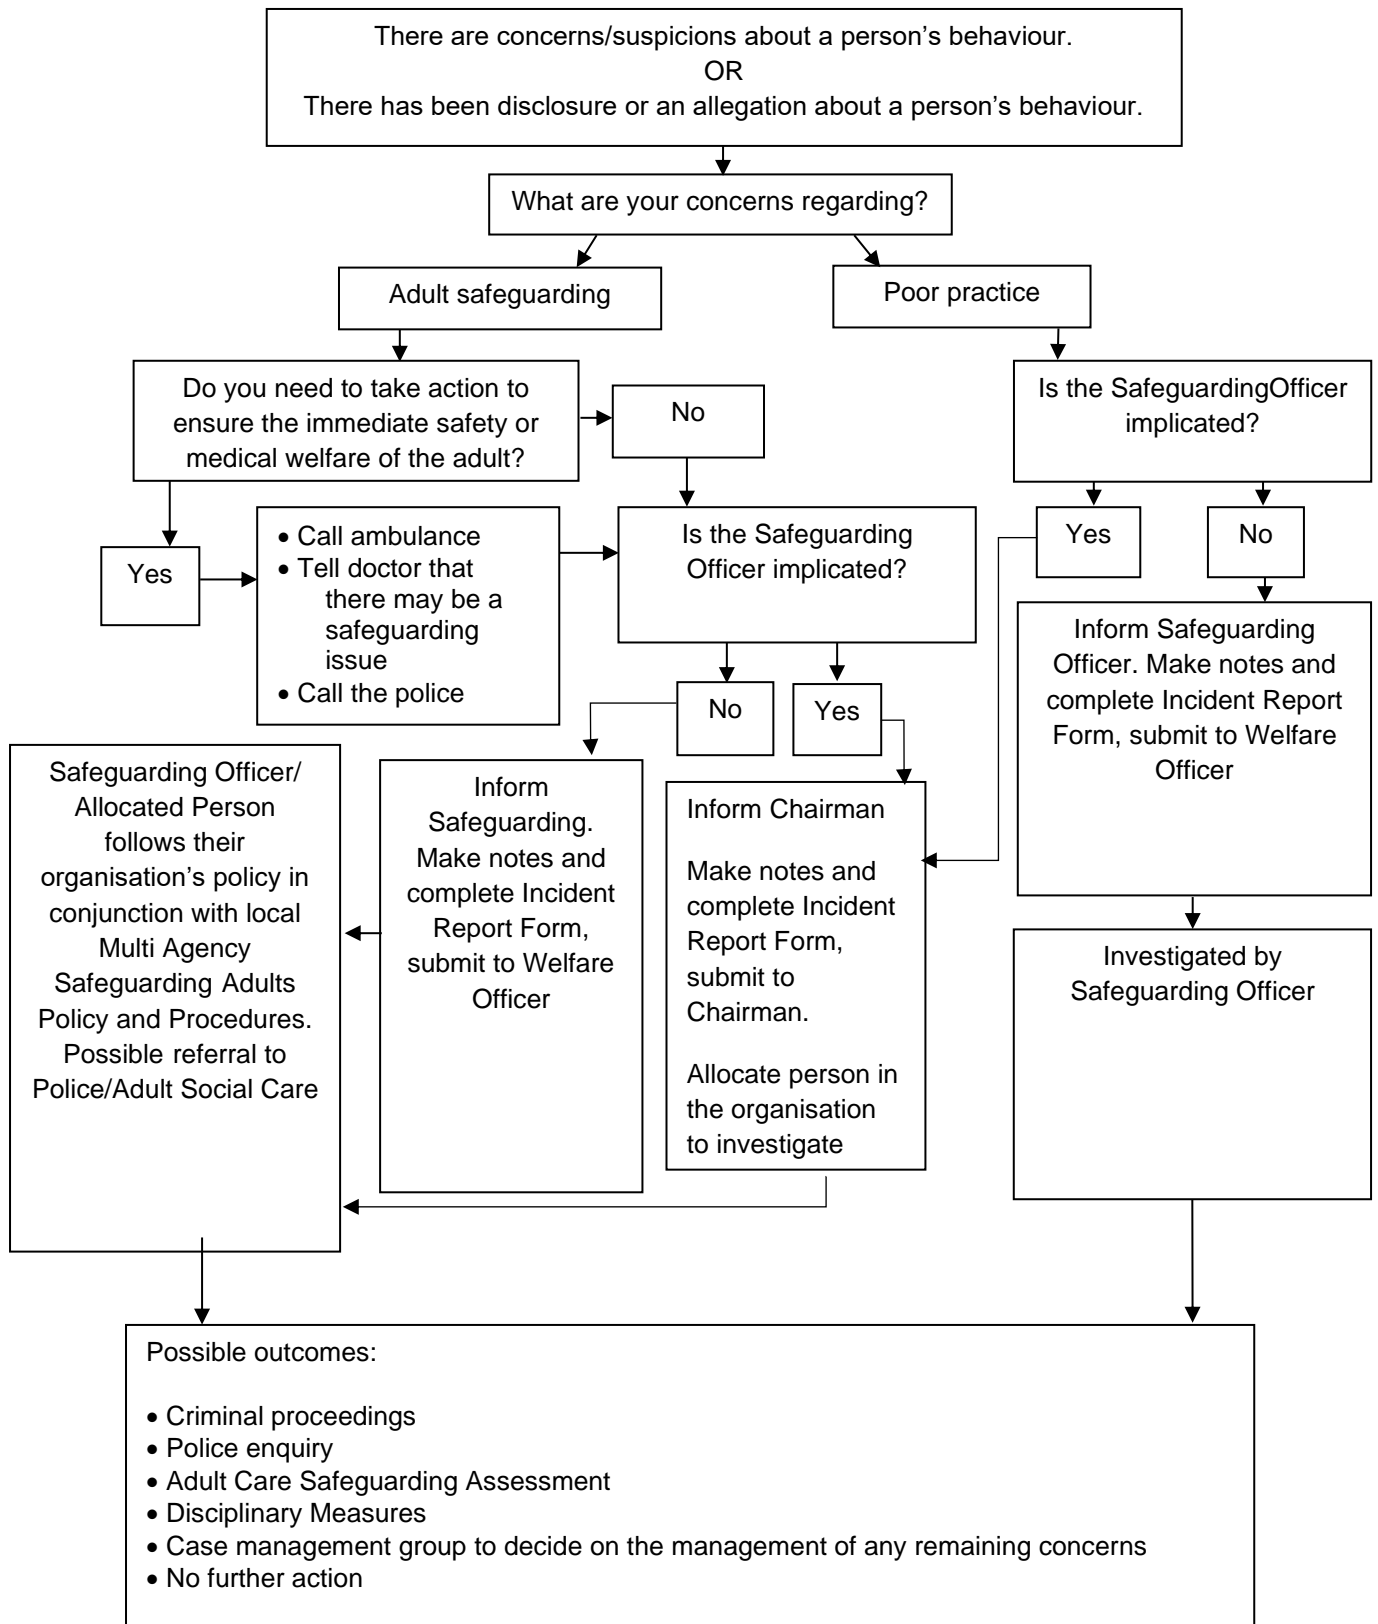 There are concerns/suspicions about a person’s behaviour.
OR
There has been disclosure or an allegation about a person’s behaviour.
What are your concerns regarding?
Adult safeguarding
Poor practice
Do you need to take action to
ensure the immediate safety or
medical welfare of the adult?
No
Is the SafeguardingOfficer
implicated?
Yes
• Call ambulance
• Tell doctor that
there may be a
safeguarding
issue
• Call the police
Is the Safeguarding
Officer implicated?
Yes
No
No
Yes
Inform Safeguarding
Officer. Make notes and
complete Incident Report
Form, submit to Welfare
Officer
Safeguarding Officer/
Allocated Person
follows their
organisation’s policy in
conjunction with local
Multi Agency
Safeguarding Adults
Policy and Procedures.
Possible referral to
Police/Adult Social Care
Inform
Safeguarding.
Make notes and
complete Incident
Report Form,
submit to Welfare
Officer
Inform Chairman
Make notes and
complete Incident
Report Form,
submit to
Chairman.
Allocate person in
the organisation
to investigate
Investigated by
Safeguarding Officer
Possible outcomes:
• Criminal proceedings
• Police enquiry
• Adult Care Safeguarding Assessment
• Disciplinary Measures
• Case management group to decide on the management of any remaining concerns
• No further action